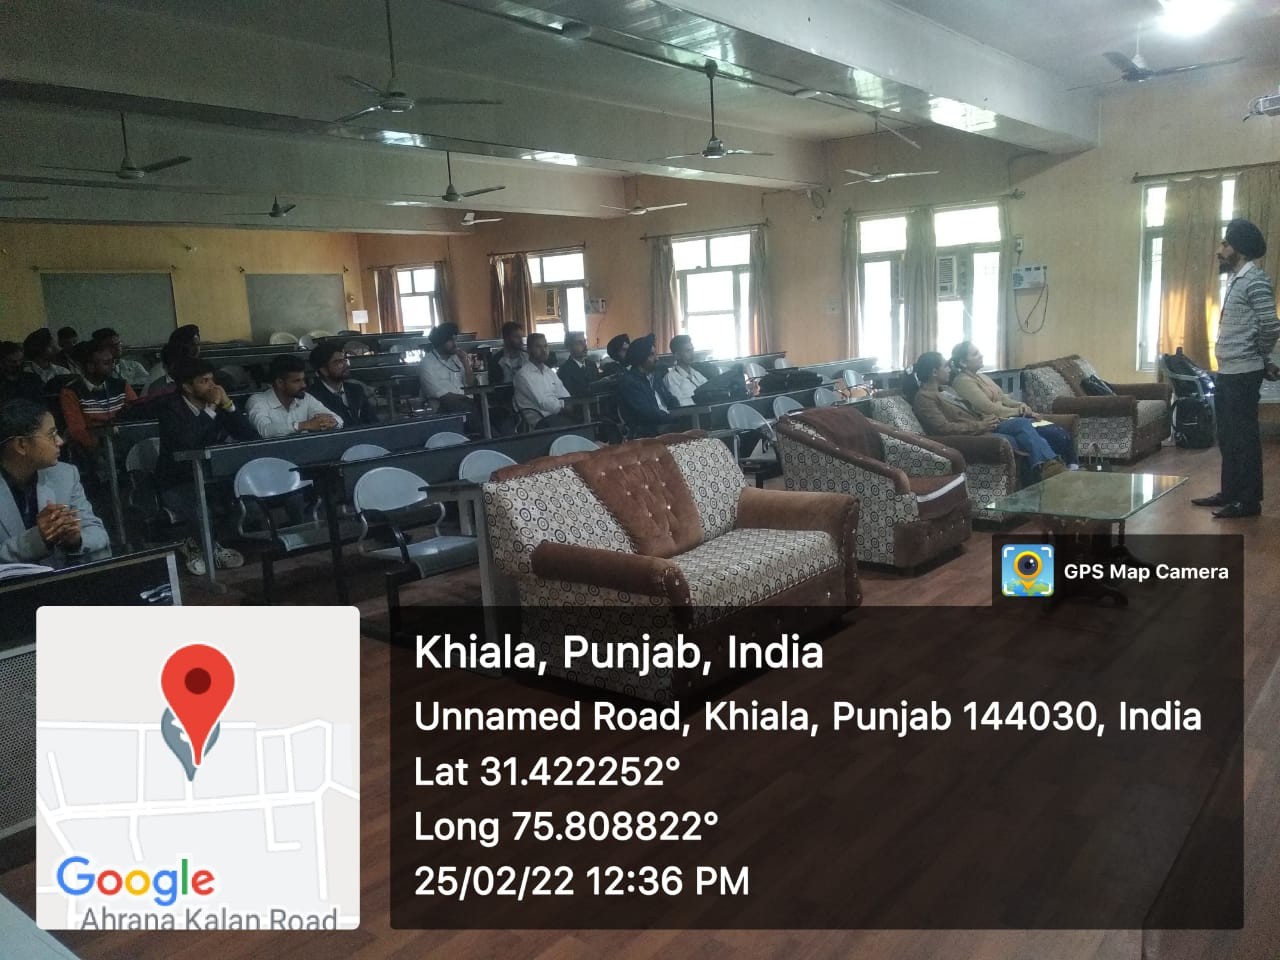 GPS Map Camera
Khiala, Punjab, India
Unnamed Road, Khiala, Punjab 144030, India
Lat 31.422252°
Long 75.808822°
25/02/22 12:36 PM
Google
Ahrana Kalan Road